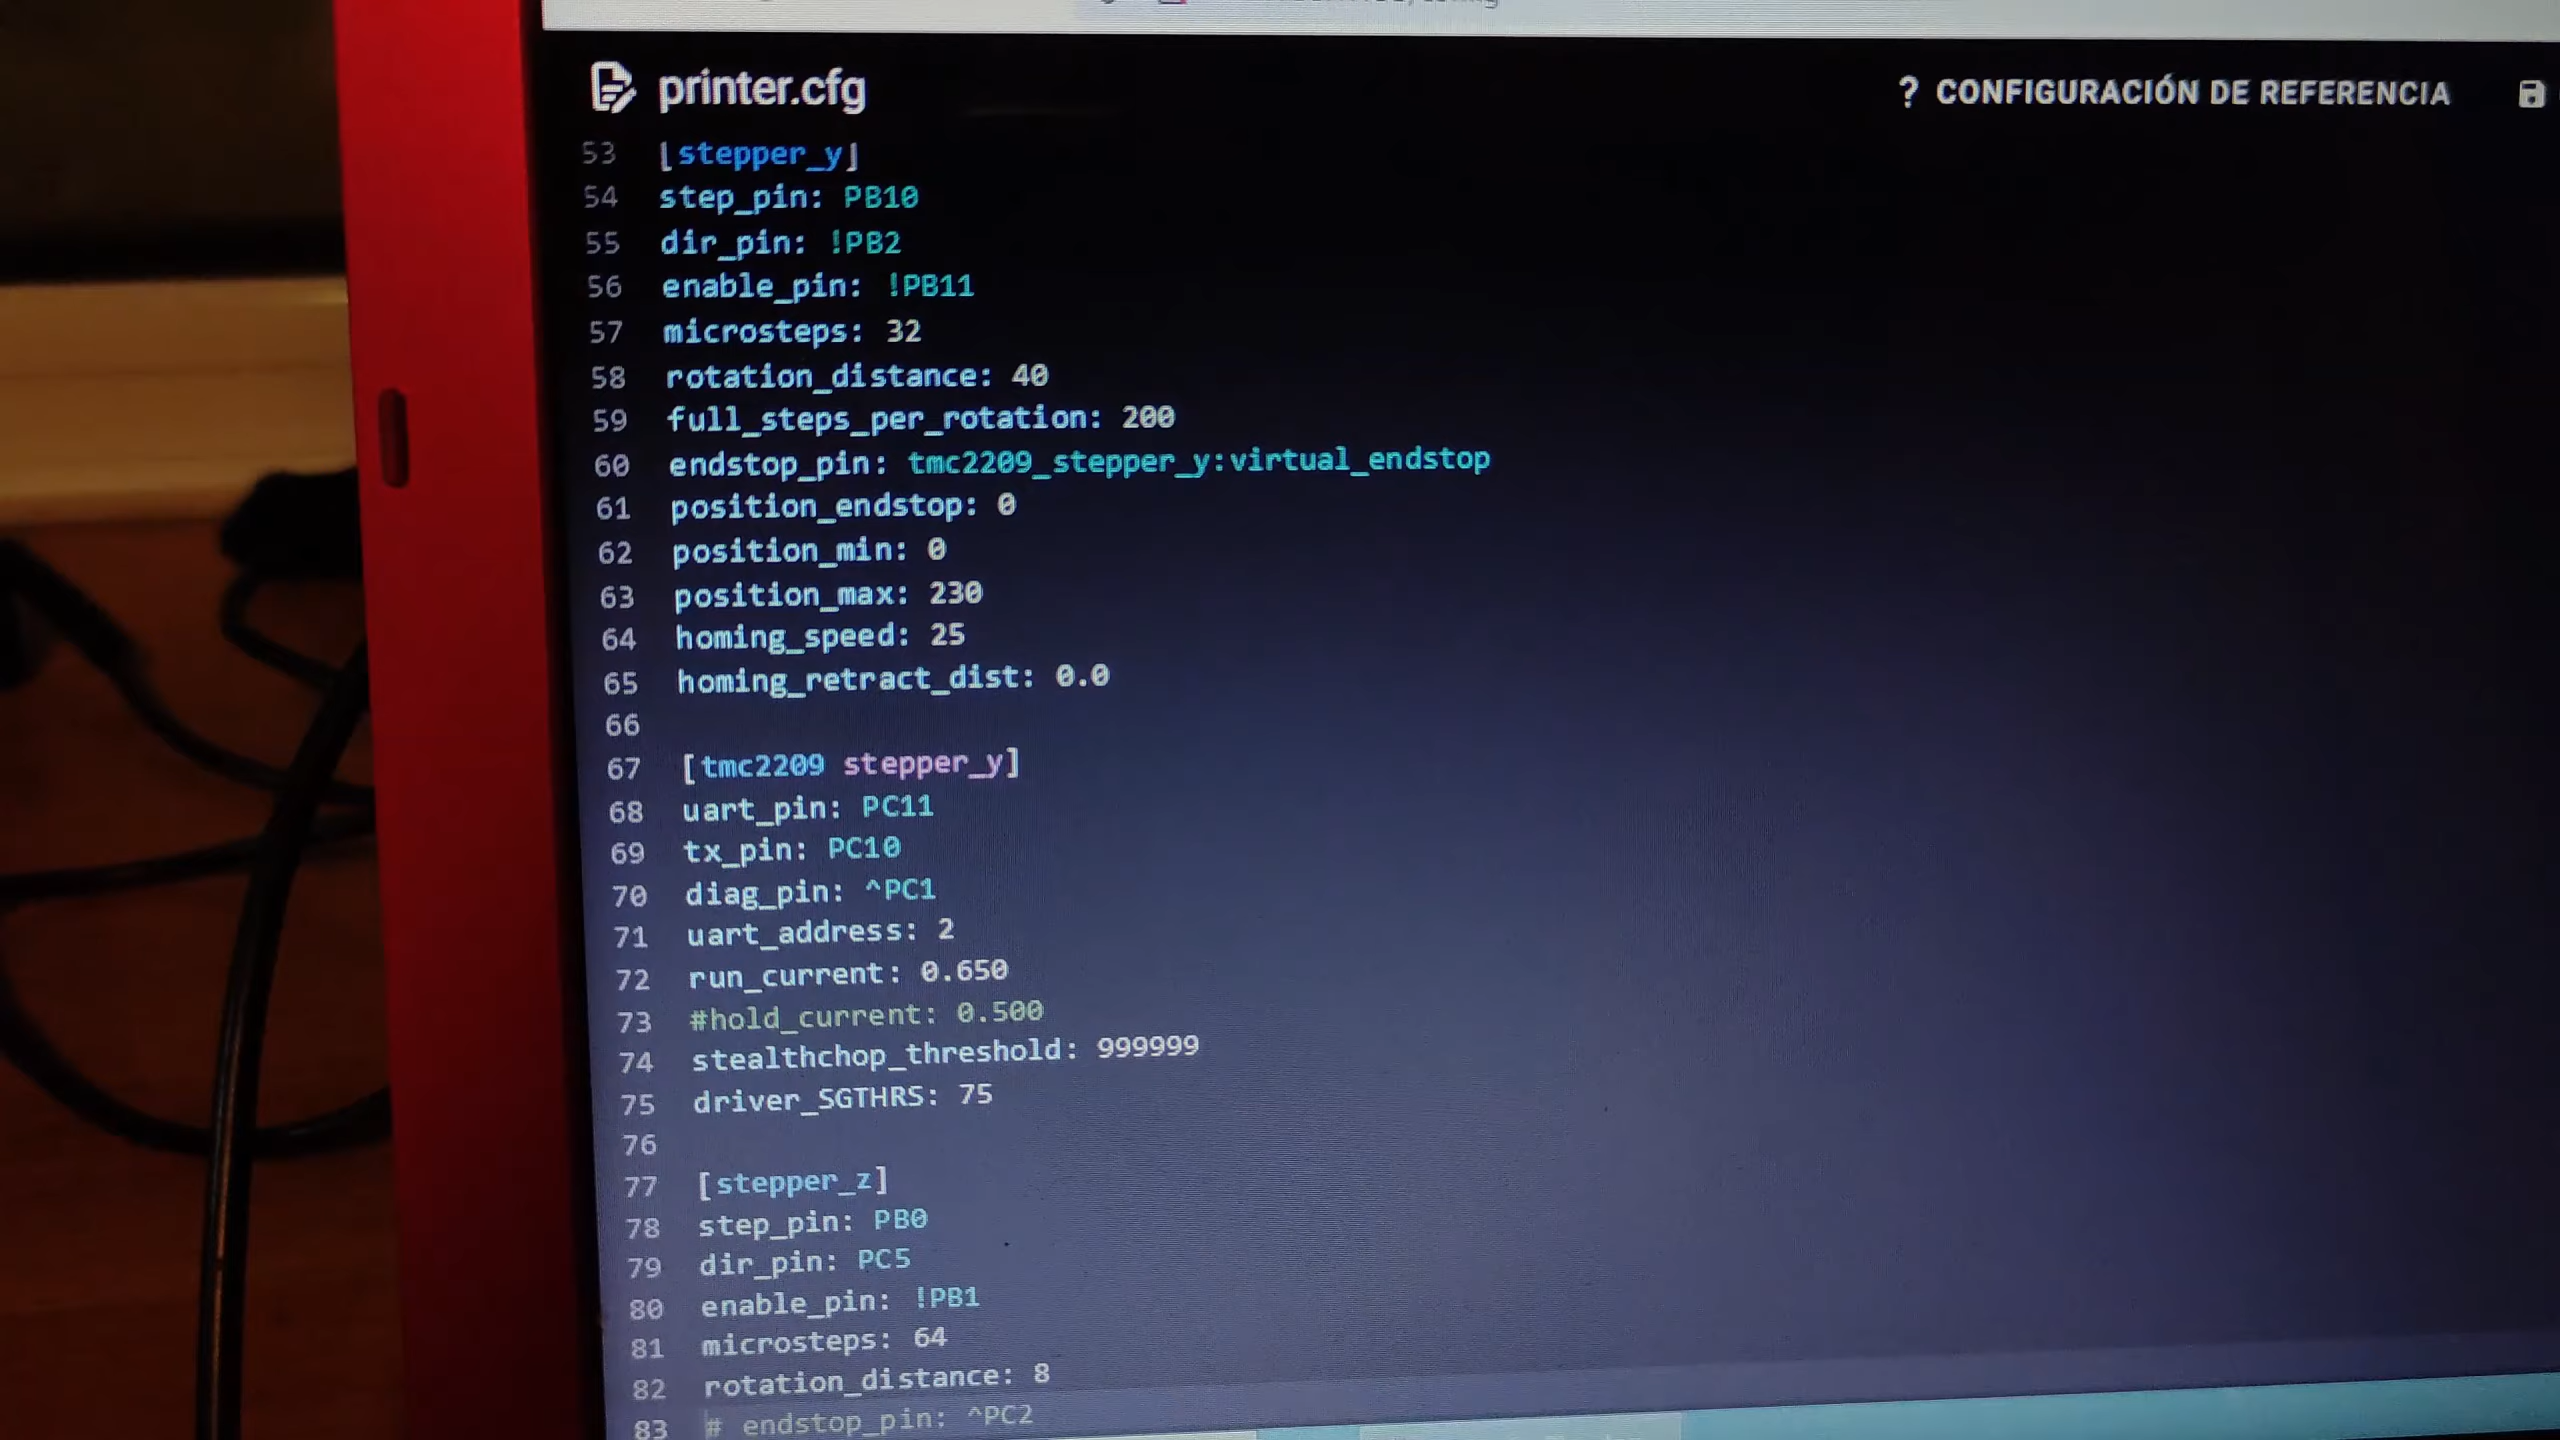 printer.cfg
? CONFIGURACIÓN DE REFERENCIA
53 [stepper_y]
54 step_pin: PB10
55 dir_pin: !PB2
56 enable_pin: !PB11
57 microsteps: 32
58 rotation_distance: 40
59 full_steps_per_rotation: 200
60 endstop_pin: tmc2209_stepper_y:virtual_endstop
61 position_endstop: 0
62 position_min: 0
63 position_max: 230
64 homing_speed: 25
65 homing_retract_dist: 0.0
66
67 [tmc2209 stepper_y]
68 uart_pin: PC11
69 tx_pin: PC10
70 diag_pin: ^PC1
71 uart_address: 2
72 run_current: 0.650
73 #hold_current: 0.500
74 stealthchop_threshold: 999999
75 driver_SGTHRS: 75
76
77 [stepper_z]
78 step_pin: PB0
79 dir_pin: PC5
80 enable_pin: !PB1
81 microsteps: 64
82 rotation_distance: 8
83 # endstop_pin: ^PC2